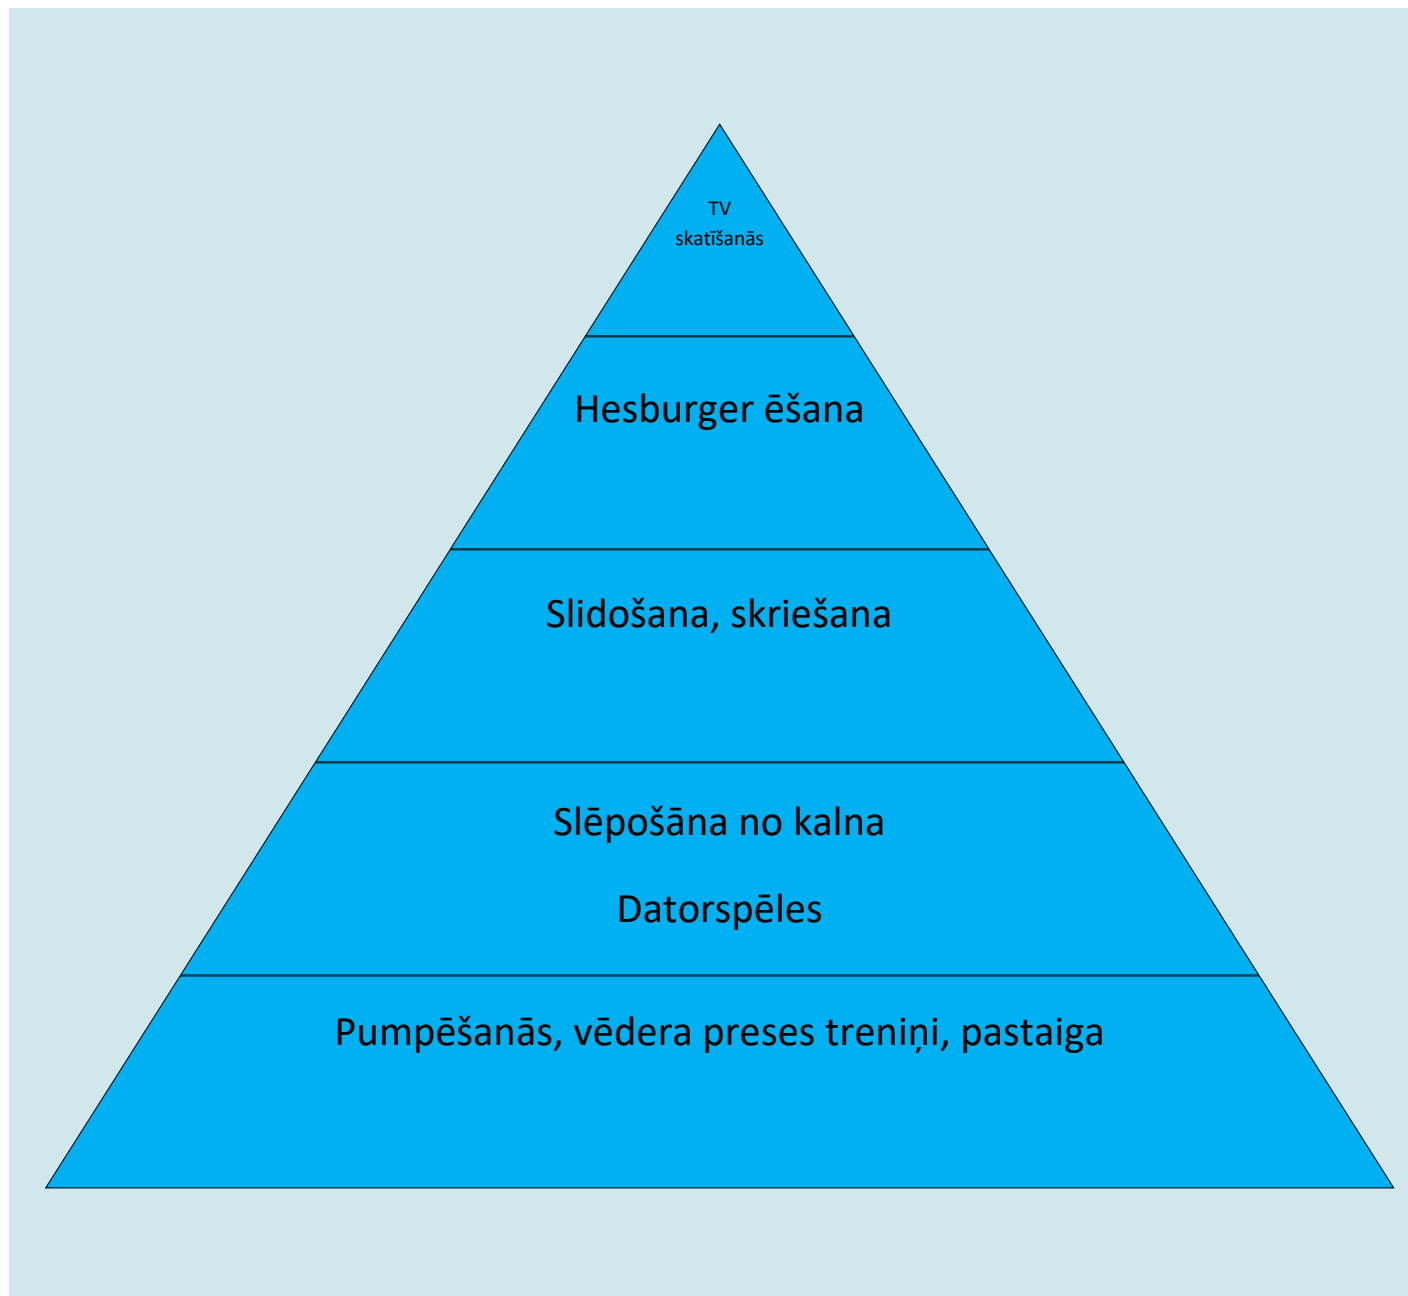 TV
skatīšanās
Hesburger ēšana
Slidošana, skriešana
Slēpošāna no kalna
Datorspēles
Pumpēšanās, vēdera preses treniņi, pastaiga